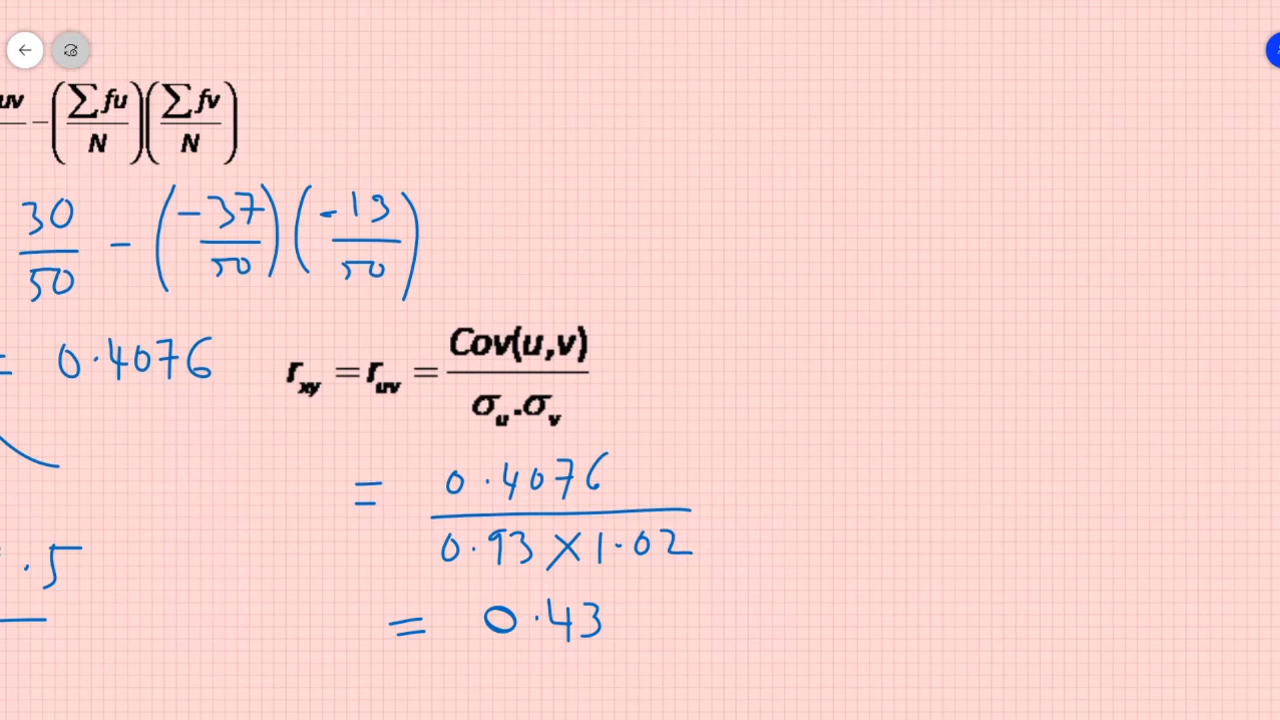 uv/N − (∑fu/N)(∑fv/N)
30/50 - (-37/50)(-13/50)
= 0.4076
r_xy = r_uv = Cov(u,v)/σ_u.σ_v
= 0.4076/0.93 × 1.02
.5
= 0.43